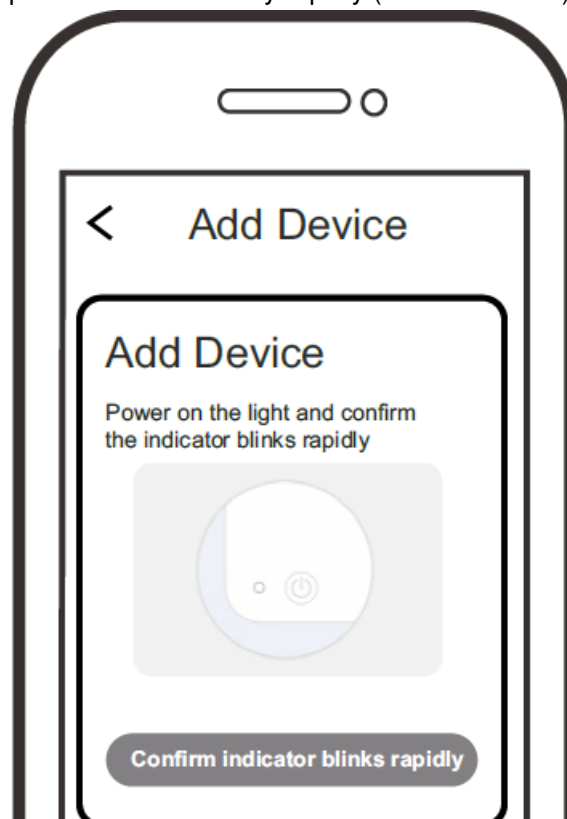 Add Device
Add Device
Power on the light and confirm
the indicator blinks rapidly
Confirm indicator blinks rapidly